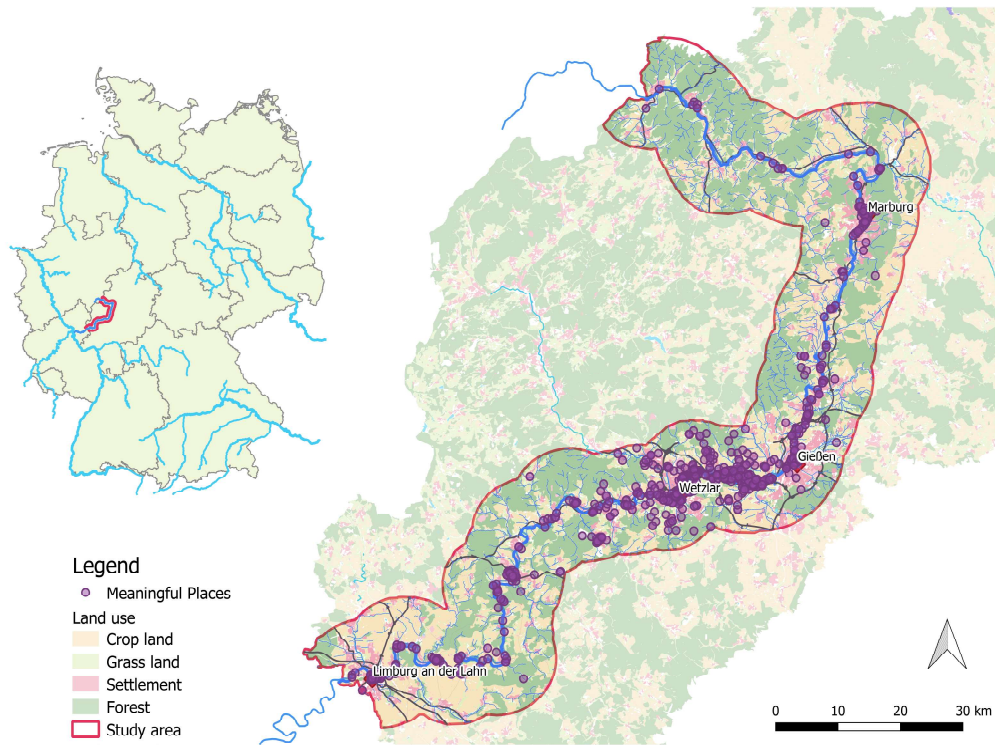 Marburg
Gießen
Wetzlar
Limburg an der Lahn
Legend
Meaningful Places
Land use
Crop land
Grass land
Settlement
Forest
Study area
0 10 20 30 km